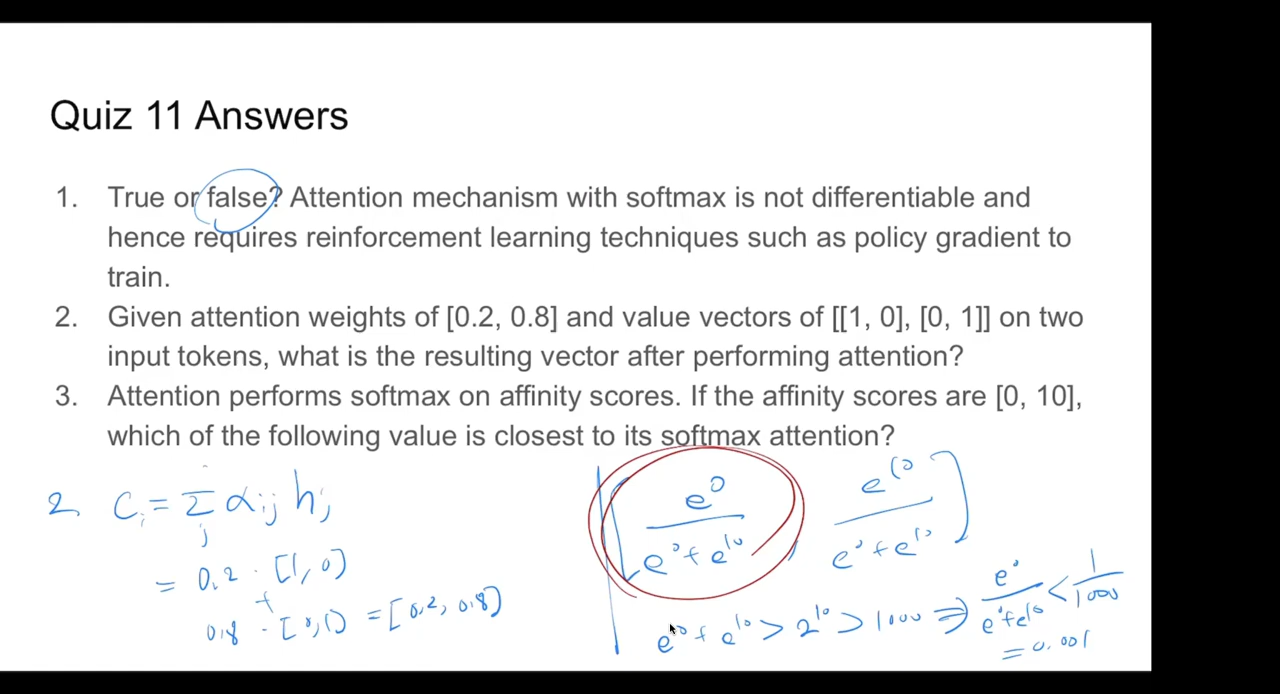 Quiz 11 Answers
1. True or false? Attention mechanism with softmax is not differentiable and
hence requires reinforcement learning techniques such as policy gradient to
train.
2. Given attention weights of [0.2, 0.8] and value vectors of [[1, 0], [0, 1]] on two
input tokens, what is the resulting vector after performing attention?
3. Attention performs softmax on affinity scores. If the affinity scores are [0, 10],
which of the following value is closest to its softmax attention?
2. C_i = Σ_j α_ij h_j
= 0.2 · [1, 0]
+
0.8 · [0, 1] = [0.2, 0.8]
[ e^0 / (e^0 + e^10) , e^10 / (e^0 + e^10) ]
e^0 + e^10 > 2^10 > 1000 ⇒ e^0 / (e^0 + e^10) < 1/1000
= 0.001